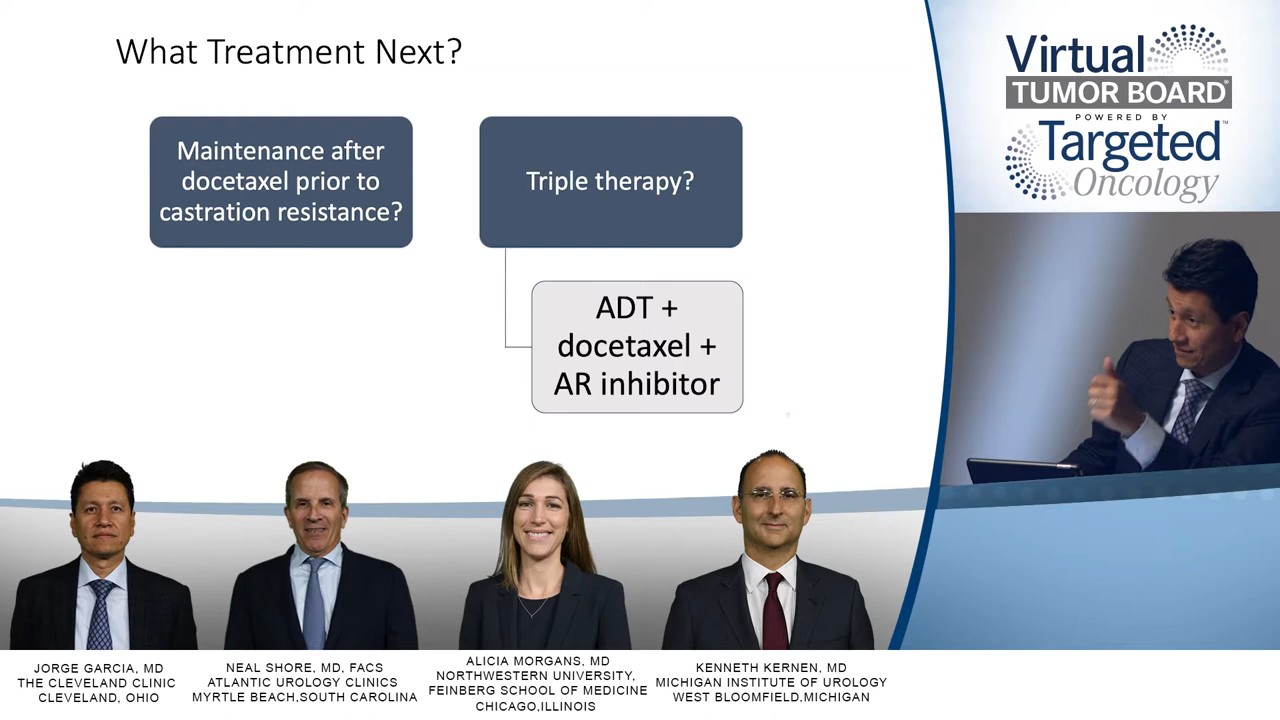 What Treatment Next?
Maintenance after
docetaxel prior to
castration resistance?
Triple therapy?
ADT +
docetaxel +
AR inhibitor
Virtual
TUMOR BOARD®
POWERED BY
Targeted™
Oncology
JORGE GARCIA, MD
THE CLEVELAND CLINIC
CLEVELAND, OHIO
NEAL SHORE, MD, FACS
ATLANTIC UROLOGY CLINICS
MYRTLE BEACH,SOUTH CAROLINA
ALICIA MORGANS, MD
NORTHWESTERN UNIVERSITY,
FEINBERG SCHOOL OF MEDICINE
CHICAGO,ILLINOIS
KENNETH KERNEN, MD
MICHIGAN INSTITUTE OF UROLOGY
WEST BLOOMFIELD,MICHIGAN